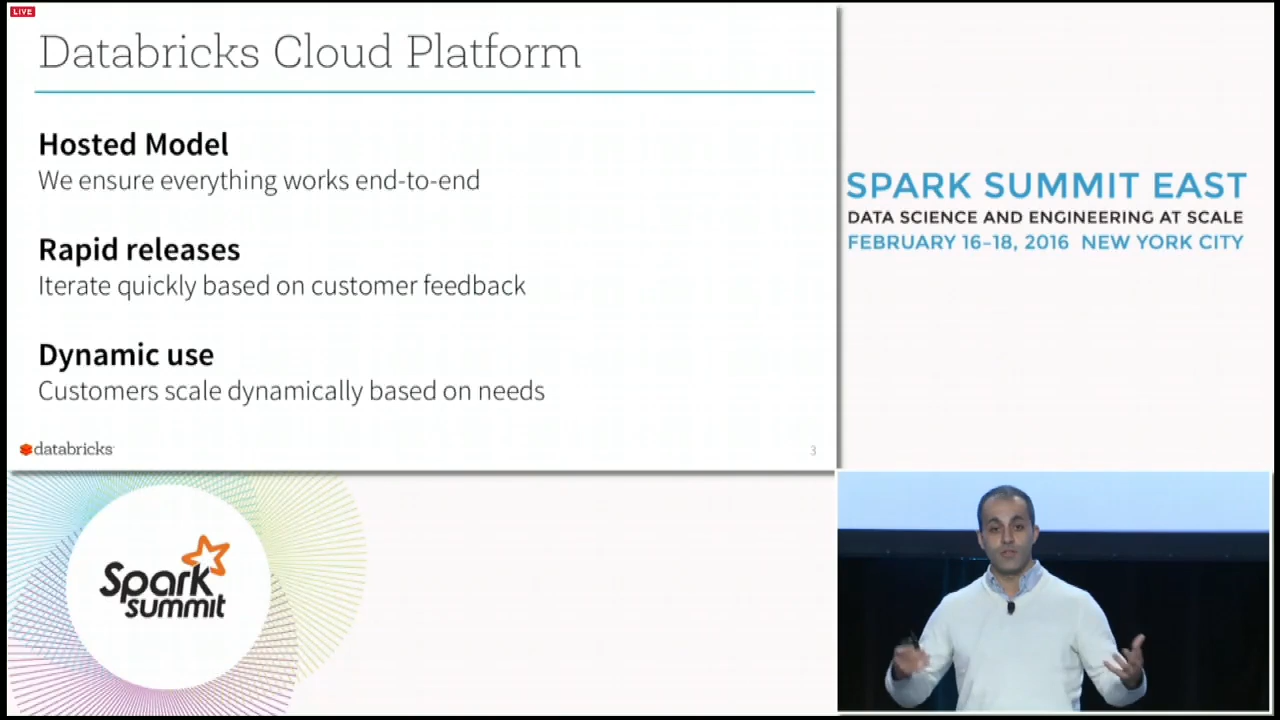 LIVE
Databricks Cloud Platform
Hosted Model
We ensure everything works end-to-end
Rapid releases
Iterate quickly based on customer feedback
Dynamic use
Customers scale dynamically based on needs
databricks
3
SPARK SUMMIT EAST
DATA SCIENCE AND ENGINEERING AT SCALE
FEBRUARY 16-18, 2016 NEW YORK CITY
Spark
summit